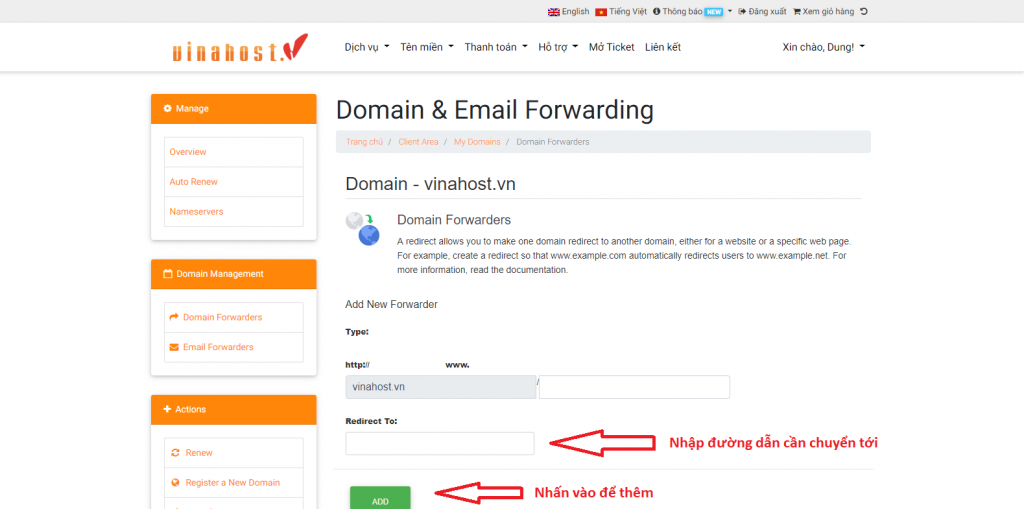 English Tiếng Việt Thông báo NEW Đăng xuất Xem giỏ hàng
vinahost.
Dịch vụ Tên miền Thanh toán Hỗ trợ Mở Ticket Liên kết Xin chào, Dung!
Manage
Overview
Auto Renew
Nameservers
Domain Management
Domain Forwarders
Email Forwarders
Actions
Renew
Register a New Domain
Domain & Email Forwarding
Trang chủ / Client Area / My Domains / Domain Forwarders
Domain - vinahost.vn
Domain Forwarders
A redirect allows you to make one domain redirect to another domain, either for a website or a specific web page.
For example, create a redirect so that www.example.com automatically redirects users to www.example.net. For
more information, read the documentation.
Add New Forwarder
Type:
http:// www.
vinahost.vn /
Redirect To:
Nhập đường dẫn cần chuyển tới
ADD
Nhấn vào để thêm